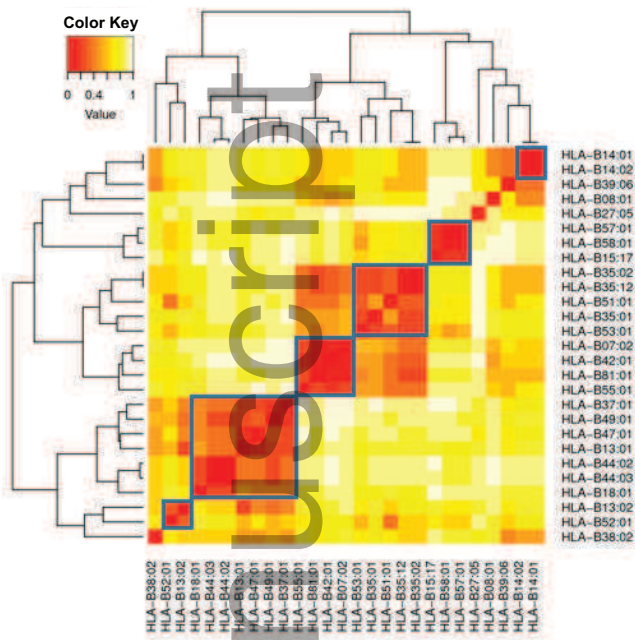 Color Key
0 0.4 1
Value
HLA-B14:01
HLA-B14:02
HLA-B39:06
HLA-B08:01
HLA-B27:05
HLA-B57:01
HLA-B58:01
HLA-B15:17
HLA-B35:02
HLA-B35:12
HLA-B51:01
HLA-B35:01
HLA-B53:01
HLA-B07:02
HLA-B42:01
HLA-B81:01
HLA-B55:01
HLA-B37:01
HLA-B49:01
HLA-B47:01
HLA-B13:01
HLA-B44:02
HLA-B44:03
HLA-B18:01
HLA-B13:02
HLA-B52:01
HLA-B38:02
HLA-B38:02
HLA-B52:01
HLA-B13:02
HLA-B18:01
HLA-B44:03
HLA-B44:02
HLA-B49:01
HLA-B37:01
HLA-B55:01
HLA-B81:01
HLA-B42:01
HLA-B07:02
HLA-B53:01
HLA-B35:01
HLA-B51:01
HLA-B35:12
HLA-B35:02
HLA-B15:17
HLA-B58:01
HLA-B57:01
HLA-B27:05
HLA-B08:01
HLA-B39:06
HLA-B14:02
HLA-B14:01
nuscript